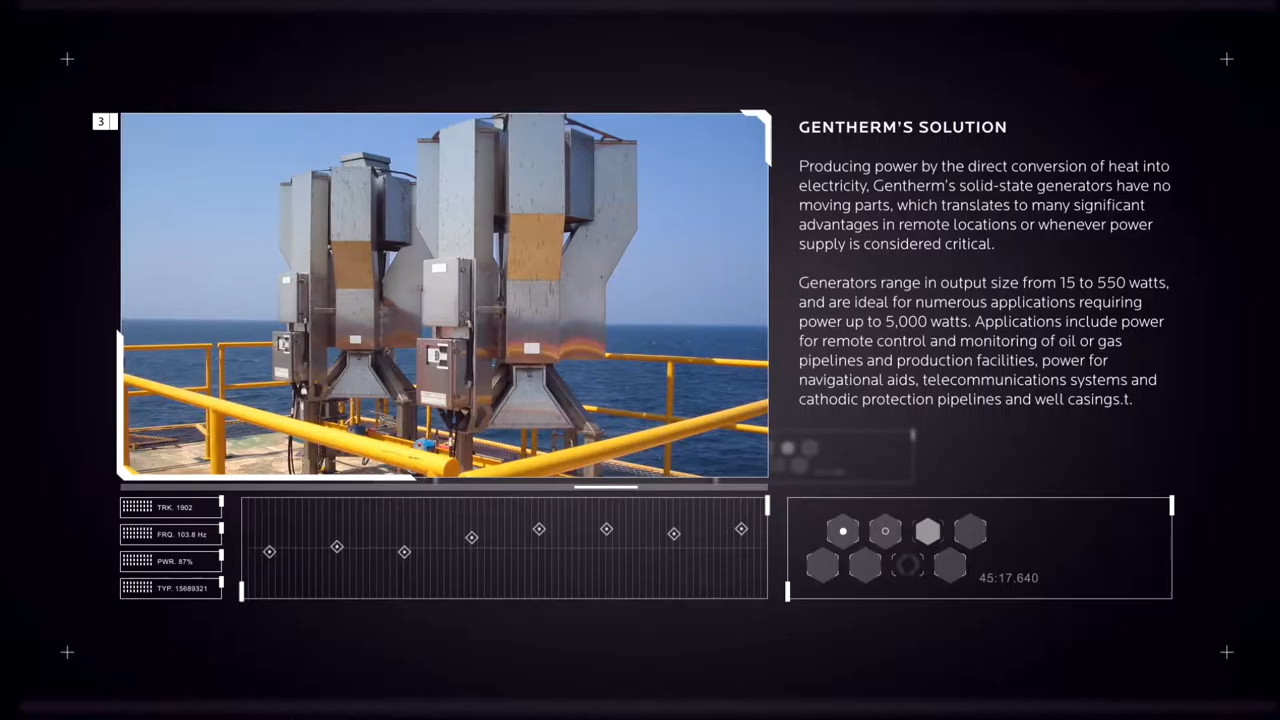 3
GENTHERM'S SOLUTION
Producing power by the direct conversion of heat into
electricity, Gentherm's solid-state generators have no
moving parts, which translates to many significant
advantages in remote locations or whenever power
supply is considered critical.
Generators range in output size from 15 to 550 watts,
and are ideal for numerous applications requiring
power up to 5,000 watts. Applications include power
for remote control and monitoring of oil or gas
pipelines and production facilities, power for
navigational aids, telecommunications systems and
cathodic protection pipelines and well casings.t.
TRK. 1902
FRQ. 103.8 Hz
PWR. 87%
TYP. 15689321
45:17.640